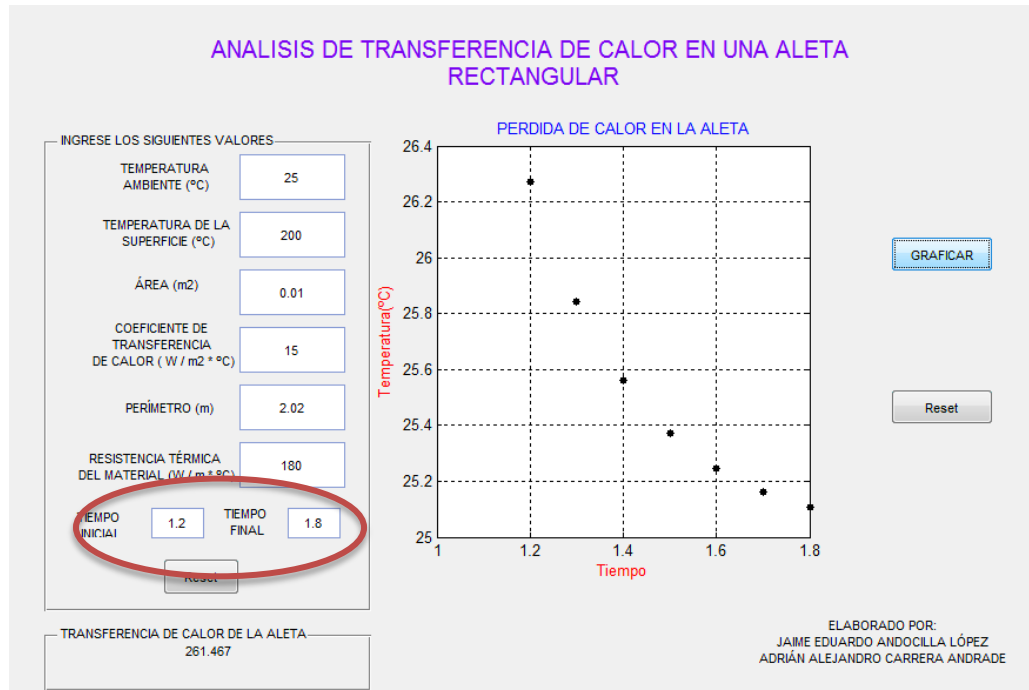 ANALISIS DE TRANSFERENCIA DE CALOR EN UNA ALETA
RECTANGULAR
INGRESE LOS SIGUIENTES VALORES
TEMPERATURA
AMBIENTE (ºC)
25
TEMPERATURA DE LA
SUPERFICIE (ºC)
200
ÁREA (m2)
0.01
COEFICIENTE DE
TRANSFERENCIA
DE CALOR ( W / m2 * ºC)
15
PERÍMETRO (m)
2.02
RESISTENCIA TÉRMICA
DEL MATERIAL (W / m * ºC)
180
TIEMPO
INICIAL
1.2
TIEMPO
FINAL
1.8
Reset
TRANSFERENCIA DE CALOR DE LA ALETA
261.467
PERDIDA DE CALOR EN LA ALETA
Temperatura(ºC)
26.4
26.2
26
25.8
25.6
25.4
25.2
25
1
1.2
1.4
1.6
1.8
Tiempo
GRAFICAR
Reset
ELABORADO POR:
JAIME EDUARDO ANDOCILLA LÓPEZ
ADRIÁN ALEJANDRO CARRERA ANDRADE